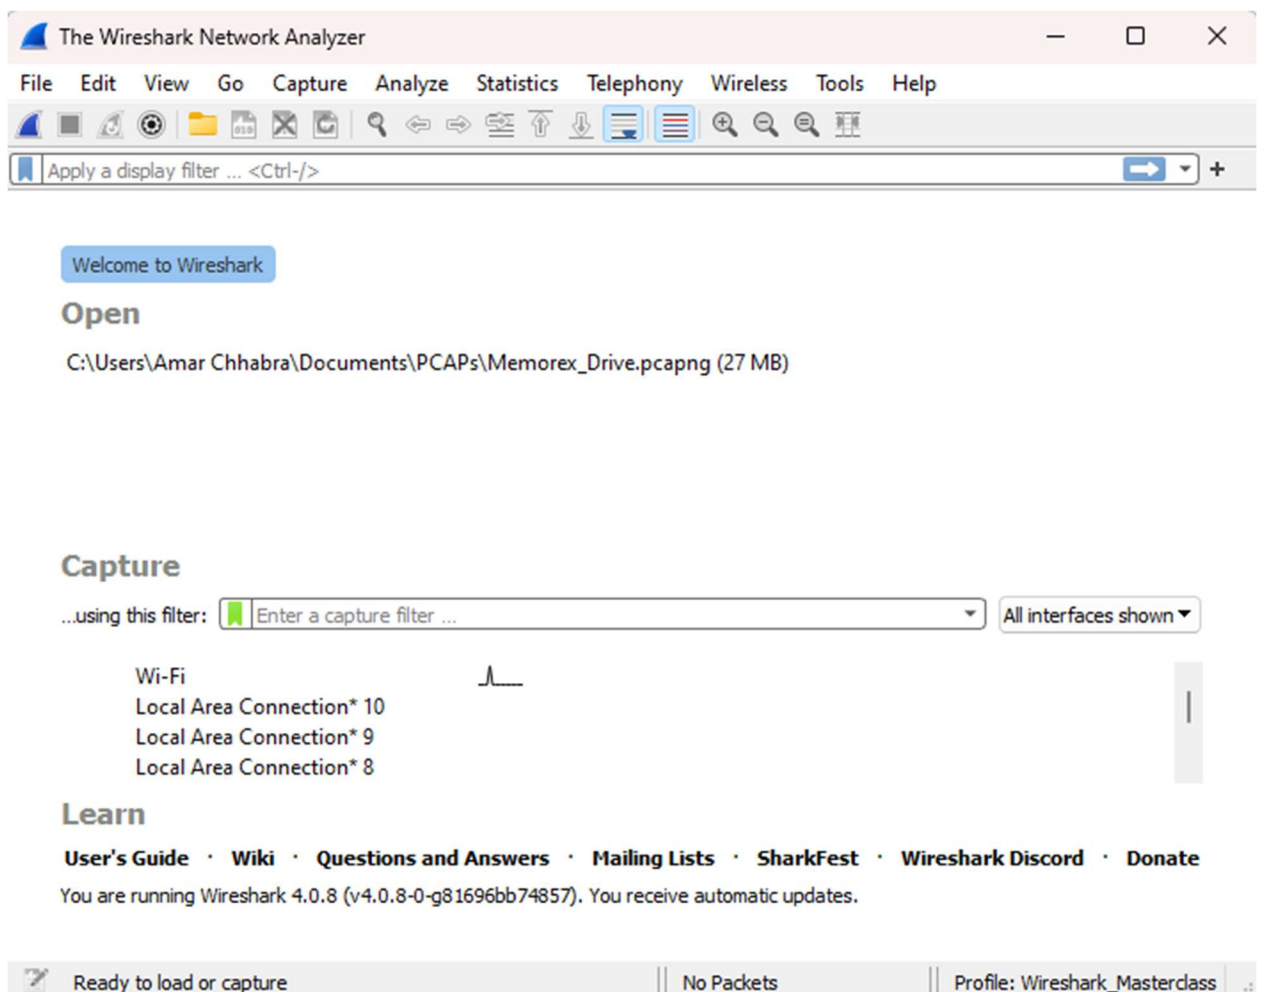 The Wireshark Network Analyzer
File Edit View Go Capture Analyze Statistics Telephony Wireless Tools Help
Apply a display filter ... <Ctrl-/>
Welcome to Wireshark
Open
C:\Users\Amar Chhabra\Documents\PCAPs\Memorex_Drive.pcapng (27 MB)
Capture
...using this filter: Enter a capture filter ... All interfaces shown
Wi-Fi
Local Area Connection* 10
Local Area Connection* 9
Local Area Connection* 8
Learn
User's Guide · Wiki · Questions and Answers · Mailing Lists · SharkFest · Wireshark Discord · Donate
You are running Wireshark 4.0.8 (v4.0.8-0-g81696bb74857). You receive automatic updates.
Ready to load or capture No Packets Profile: Wireshark_Masterclass